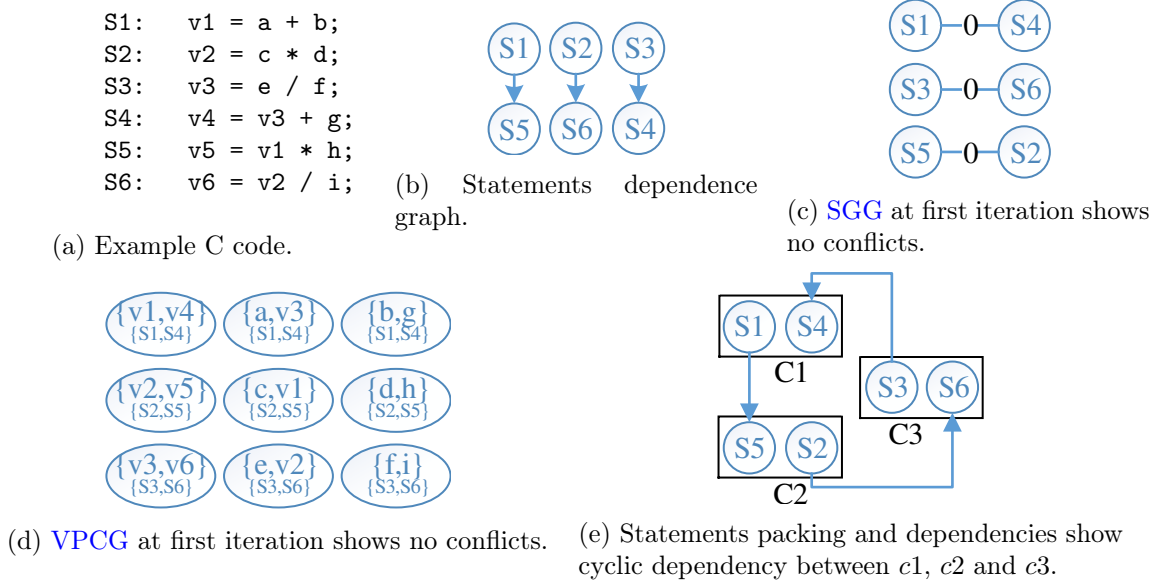 S1: v1 = a + b;
S2: v2 = c * d;
S3: v3 = e / f;
S4: v4 = v3 + g;
S5: v5 = v1 * h;
S6: v6 = v2 / i;
(a) Example C code.
S1 S2 S3
S5 S6 S4
(b) Statements dependence
graph.
S1 0 S4
S3 0 S6
S5 0 S2
(c) SGG at first iteration shows
no conflicts.
{v1,v4} {a,v3} {b,g}
{S1,S4} {S1,S4} {S1,S4}
{v2,v5} {c,v1} {d,h}
{S2,S5} {S2,S5} {S2,S5}
{v3,v6} {e,v2} {f,i}
{S3,S6} {S3,S6} {S3,S6}
(d) VPCG at first iteration shows no conflicts.
S1 S4
C1
S3 S6
C3
S5 S2
C2
(e) Statements packing and dependencies show
cyclic dependency between c1, c2 and c3.